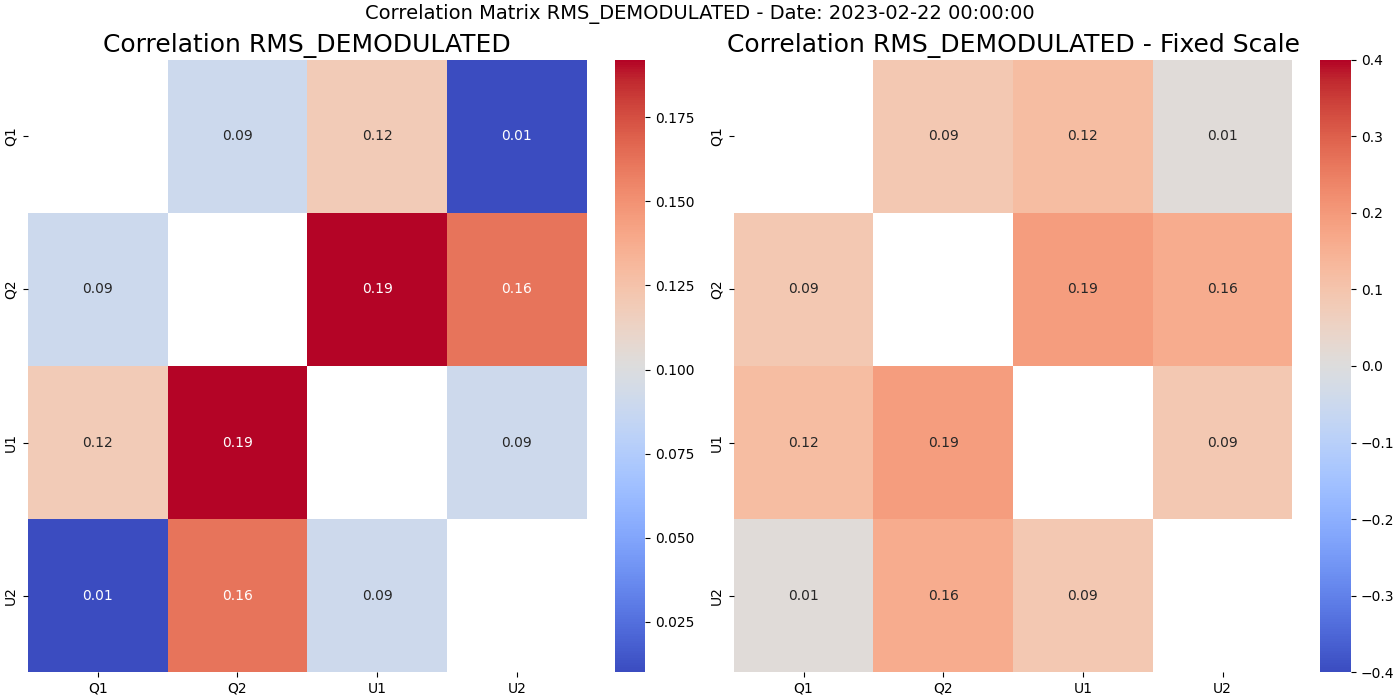 Correlation Matrix RMS_DEMODULATED - Date: 2023-02-22 00:00:00
Correlation RMS_DEMODULATED
Q1
0.09 0.12 0.01
Q2
0.09 0.19 0.16
U1
0.12 0.19 0.09
U2
0.01 0.16 0.09
Q1 Q2 U1 U2
0.175
0.150
0.125
0.100
0.075
0.050
0.025
Correlation RMS_DEMODULATED - Fixed Scale
Q1
0.09 0.12 0.01
Q2
0.09 0.19 0.16
U1
0.12 0.19 0.09
U2
0.01 0.16 0.09
Q1 Q2 U1 U2
0.4
0.3
0.2
0.1
0.0
−0.1
−0.2
−0.3
−0.4